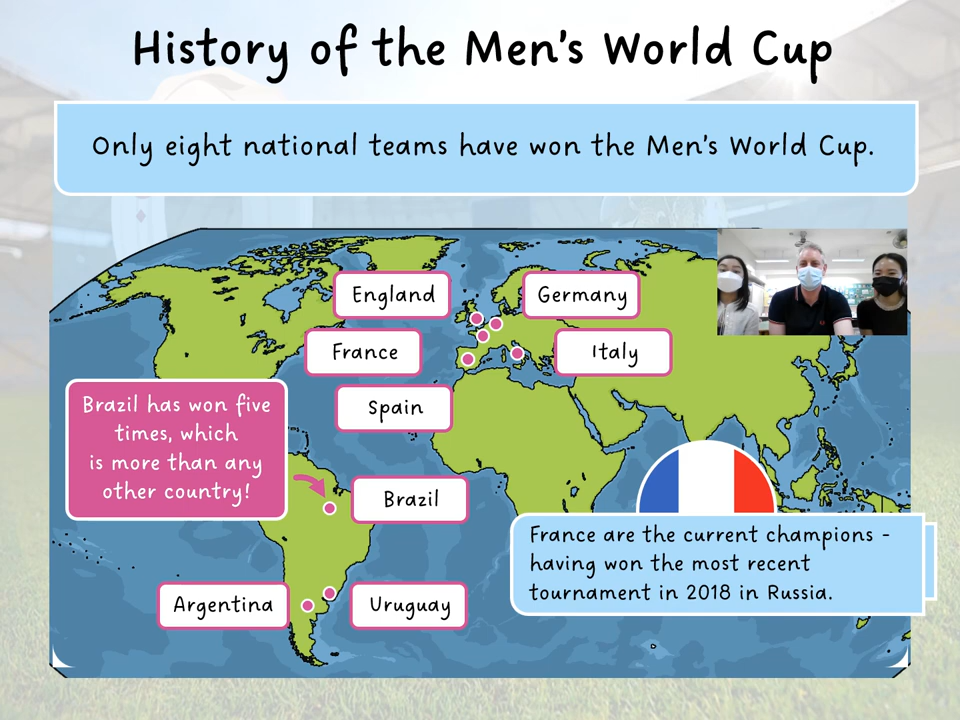 History of the Men's World Cup
Only eight national teams have won the Men's World Cup.
England
Germany
France
Italy
Spain
Brazil has won five
times, which
is more than any
other country!
Brazil
France are the current champions -
having won the most recent
tournament in 2018 in Russia.
Argentina
Uruguay